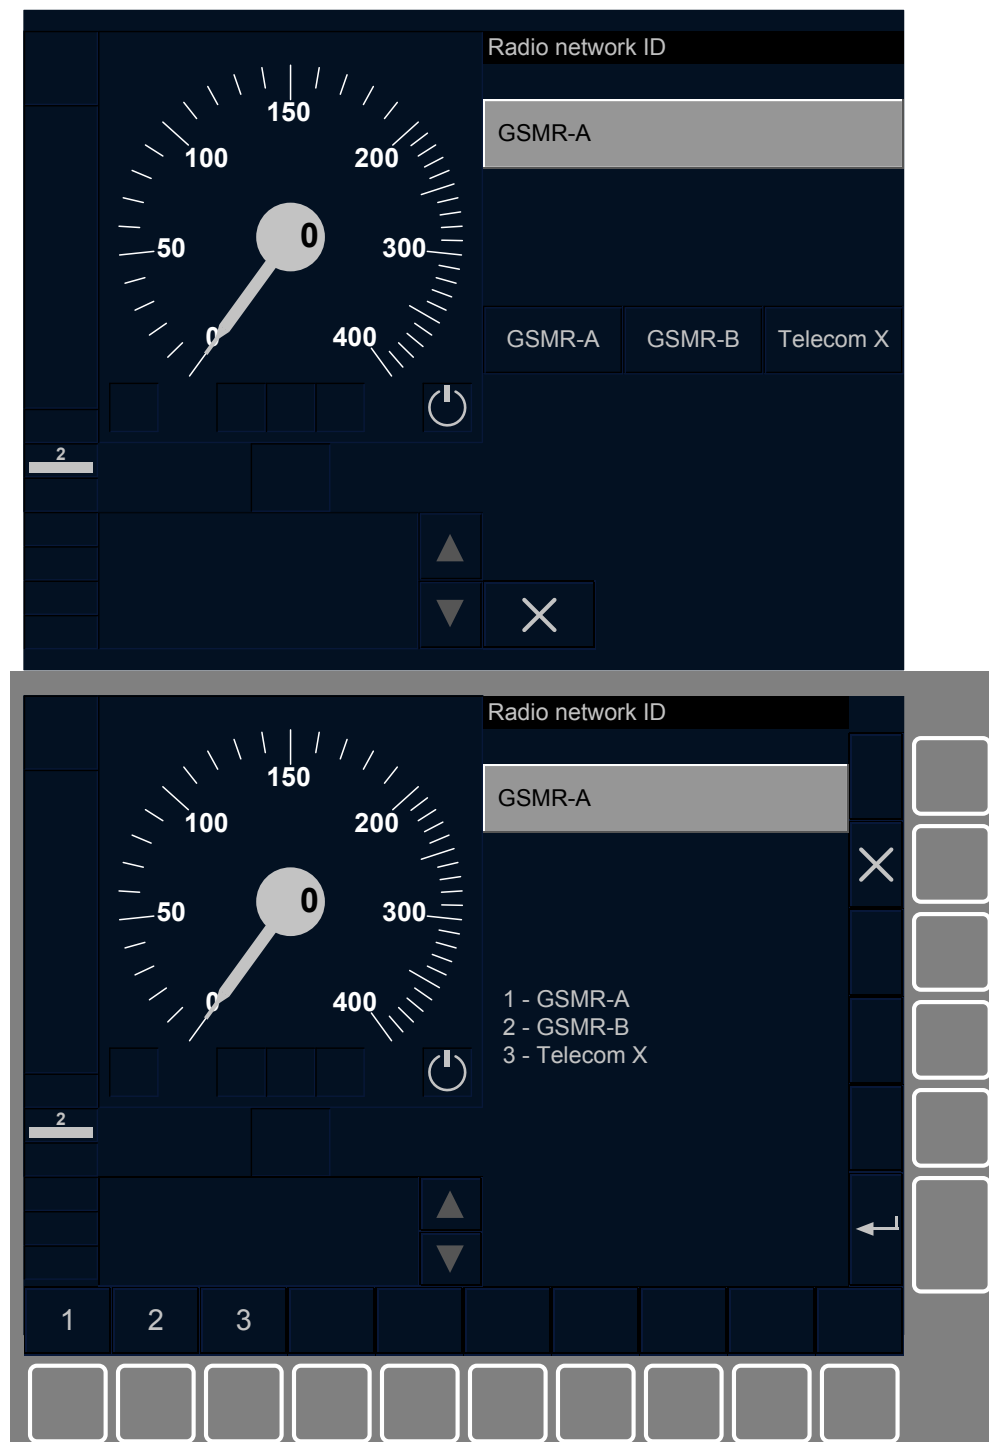 Radio network ID
150
GSMR-A
100
200
0
50
300
0
400
GSMR-A GSMR-B Telecom X
2
Radio network ID
150
GSMR-A
100
200
0
50
300
0
400
1 - GSMR-A
2 - GSMR-B
3 - Telecom X
2
1 2 3